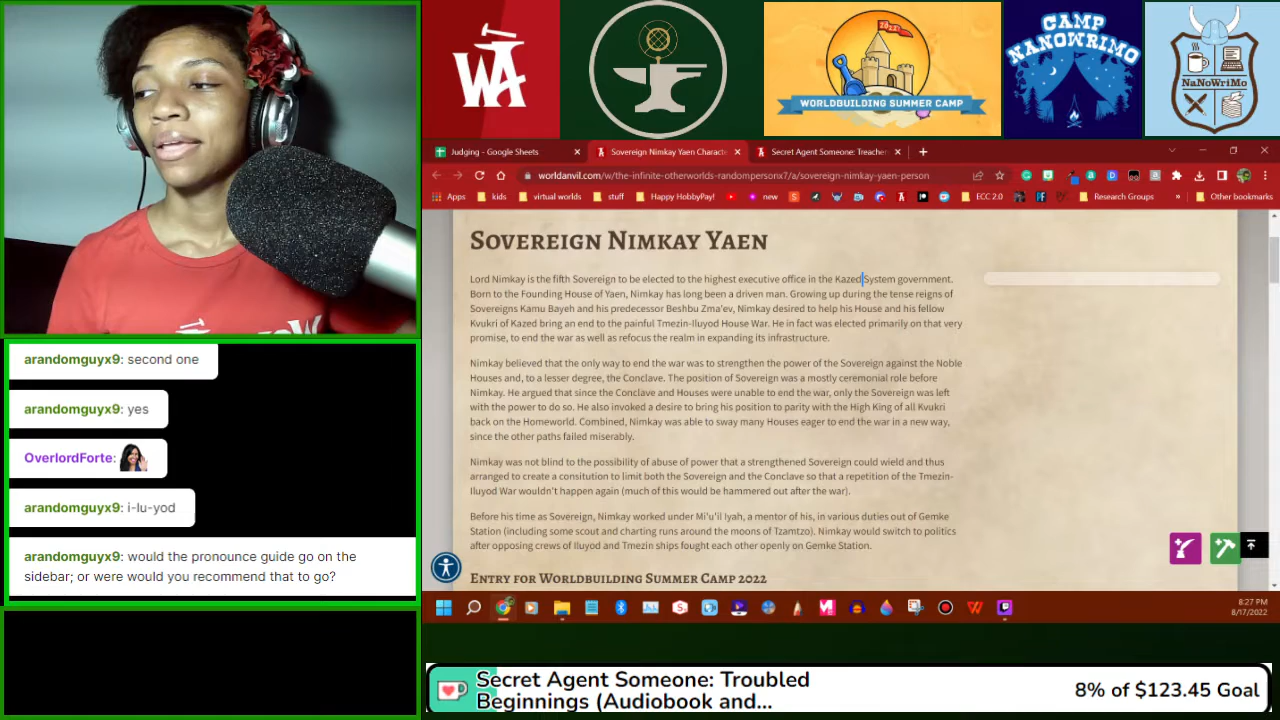 WA
2022
WORLDBUILDING SUMMER CAMP
CAMP
NANOWRIMO
NaNoWriMo
Judging - Google Sheets
Sovereign Nimkay Yaen Characte
Secret Agent Someone: Treache
worldanvil.com/w/the-infinite-otherworlds-randompersonx7/a/sovereign-nimkay-yaen-person
Apps
kids
virtual worlds
stuff
Happy HobbyPay!
new
ECC 2.0
Research Groups
»
Other bookmarks
Sovereign Nimkay Yaen
Lord Nimkay is the fifth Sovereign to be elected to the highest executive office in the Kazed System government.
Born to the Founding House of Yaen, Nimkay has long been a driven man. Growing up during the tense reigns of
Sovereigns Kamu Bayeh and his predecessor Beshbu Zma'ev, Nimkay desired to help his House and his fellow
Kvukri of Kazed bring an end to the painful Tmezin-Iluyod House War. He in fact was elected primarily on that very
promise, to end the war as well as refocus the realm in expanding its infrastructure.
Nimkay believed that the only way to end the war was to strengthen the power of the Sovereign against the Noble
Houses and, to a lesser degree, the Conclave. The position of Sovereign was a mostly ceremonial role before
Nimkay. He argued that since the Conclave and Houses were unable to end the war, only the Sovereign was left
with the power to do so. He also invoked a desire to bring his position to parity with the High King of all Kvukri
back on the Homeworld. Combined, Nimkay was able to sway many Houses eager to end the war in a new way,
since the other paths failed miserably.
Nimkay was not blind to the possibility of abuse of power that a strengthened Sovereign could wield and thus
arranged to create a consitution to limit both the Sovereign and the Conclave so that a repetition of the Tmezin-
Iluyod War wouldn't happen again (much of this would be hammered out after the war).
Before his time as Sovereign, Nimkay worked under Mi'u'il Iyah, a mentor of his, in various duties out of Gemke
Station (including some scout and charting runs around the moons of Tzamtzo). Nimkay would switch to politics
after opposing crews of Iluyod and Tmezin ships fought each other openly on Gemke Station.
Entry for Worldbuilding Summer Camp 2022
arandomguyx9: second one
arandomguyx9: yes
OverlordForte:
arandomguyx9: i-lu-yod
arandomguyx9: would the pronounce guide go on the
sidebar; or were would you recommend that to go?
8:27 PM
8/17/2022
Secret Agent Someone: Troubled
Beginnings (Audiobook and...
8% of $123.45 Goal